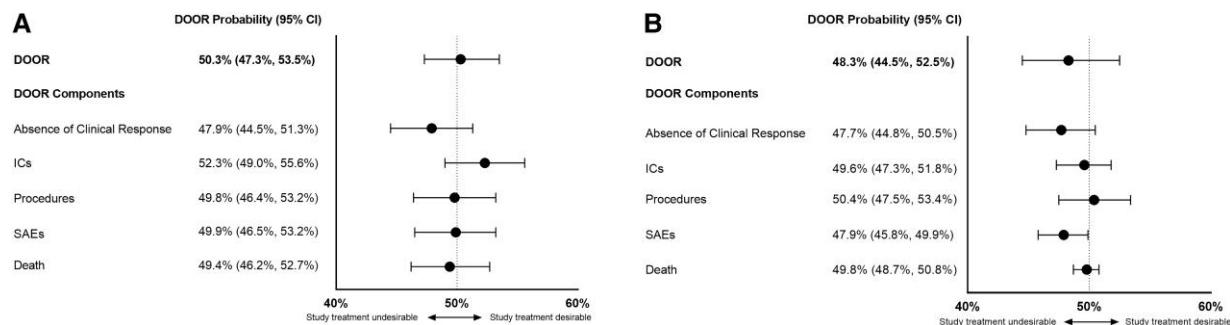 A
DOOR Probability (95% CI)
DOOR 50.3% (47.3%, 53.5%)
DOOR Components
Absence of Clinical Response 47.9% (44.5%, 51.3%)
ICs 52.3% (49.0%, 55.6%)
Procedures 49.8% (46.4%, 53.2%)
SAEs 49.9% (46.5%, 53.2%)
Death 49.4% (46.2%, 52.7%)
40% 50% 60%
Study treatment undesirable Study treatment desirable
B
DOOR Probability (95% CI)
DOOR 48.3% (44.5%, 52.5%)
DOOR Components
Absence of Clinical Response 47.7% (44.8%, 50.5%)
ICs 49.6% (47.3%, 51.8%)
Procedures 50.4% (47.5%, 53.4%)
SAEs 47.9% (45.8%, 49.9%)
Death 49.8% (48.7%, 50.8%)
40% 50% 60%
Study treatment undesirable Study treatment desirable